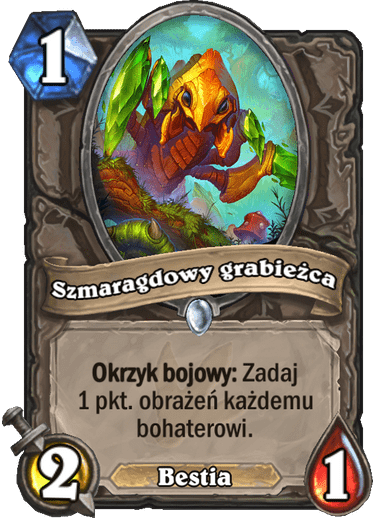 1
Szmaragdowy grabieżca
Okrzyk bojowy: Zadaj
1 pkt. obrażeń każdemu
bohaterowi.
2
Bestia
1